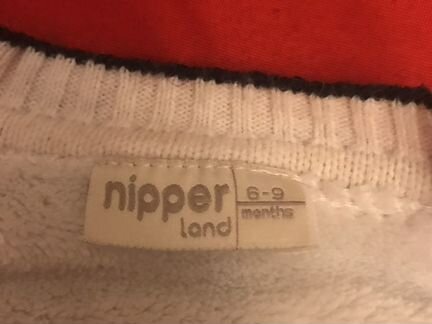 nipper
land
6-9
months